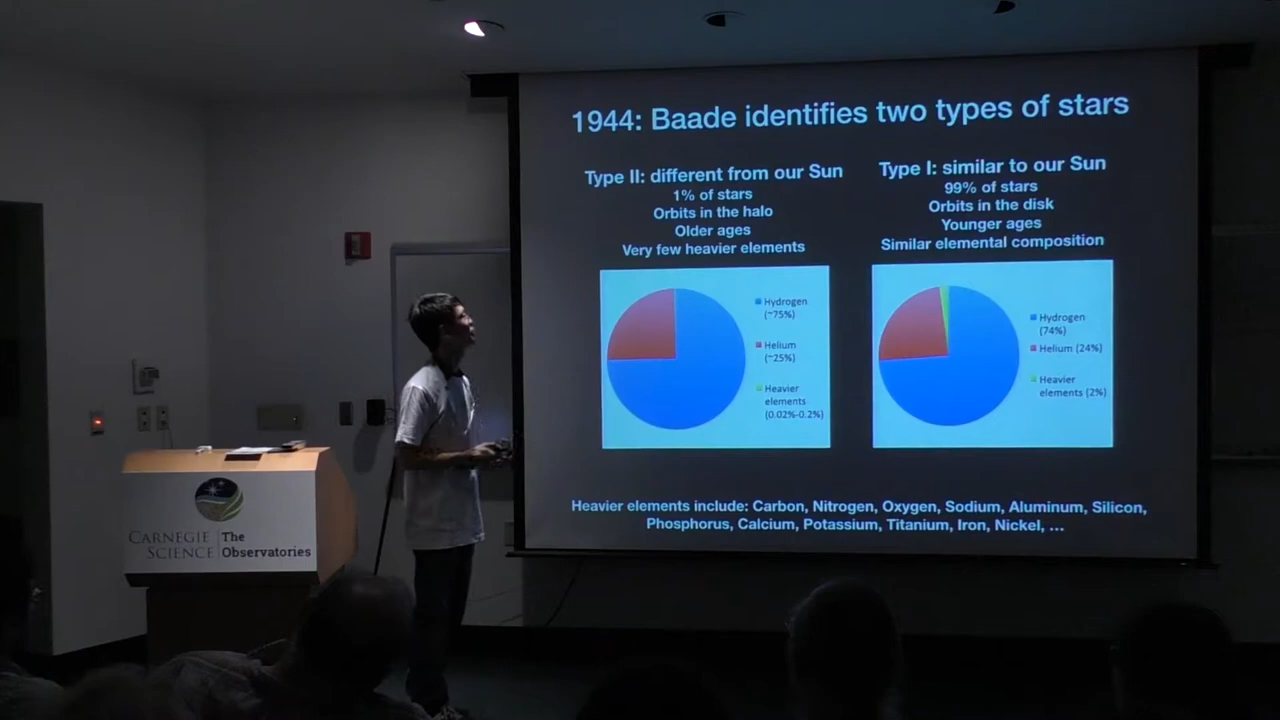 1944: Baade identifies two types of stars
Type II: different from our Sun
1% of stars
Orbits in the halo
Older ages
Very few heavier elements
Hydrogen
(~75%)
Helium
(~25%)
Heavier
elements
(0.02%-0.2%)
Type I: similar to our Sun
99% of stars
Orbits in the disk
Younger ages
Similar elemental composition
Hydrogen
(74%)
Helium (24%)
Heavier
elements (2%)
Heavier elements include: Carbon, Nitrogen, Oxygen, Sodium, Aluminum, Silicon,
Phosphorus, Calcium, Potassium, Titanium, Iron, Nickel, ...
CARNEGIE
SCIENCE
The
Observatories